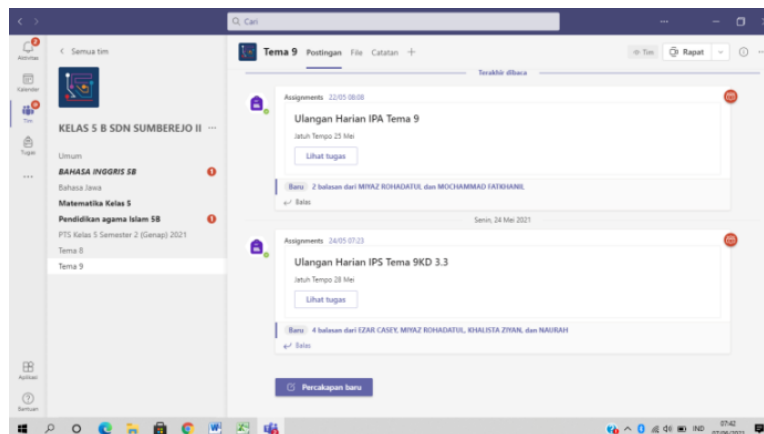 Cari
Aktivitas
Kalender
Tim
Tugas
Aplikasi
Bantuan
Semua tim
KELAS 5 B SDN SUMBEREJO II
Umum
BAHASA INGGRIS 5B
Bahasa Jawa
Matematika Kelas 5
Pendidikan agama Islam 5B
PTS Kelas 5 Semester 2 (Genap) 2021
Tema 8
Tema 9
Tema 9 Postingan File Catatan
Tim Rapat
Terakhir dibaca
Assignments 22/05 08:08
Ulangan Harian IPA Tema 9
Jatuh Tempo 25 Mei
Lihat tugas
Baru 2 balasan dari MIYAZ ROHADATUL dan MOCHAMMAD FATKHANIL
Balas
Senin, 24 Mei 2021
Assignments 24/05 07:23
Ulangan Harian IPS Tema 9KD 3.3
Jatuh Tempo 28 Mei
Lihat tugas
Baru 4 balasan dari EZAR CASEY, MIYAZ ROHADATUL, KHALISTA ZIYAN, dan NAURAH
Balas
Percakapan baru
IND
07:42